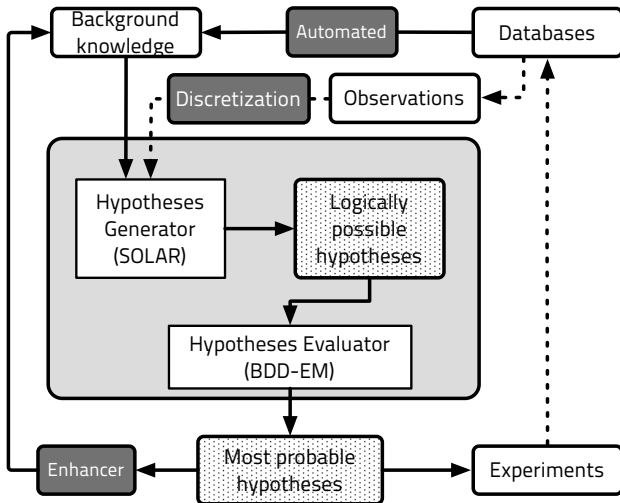 Background
knowledge
Automated
Databases
Discretization
Observations
Hypotheses
Generator
(SOLAR)
Logically
possible
hypotheses
Hypotheses Evaluator
(BDD-EM)
Enhancer
Most probable
hypotheses
Experiments